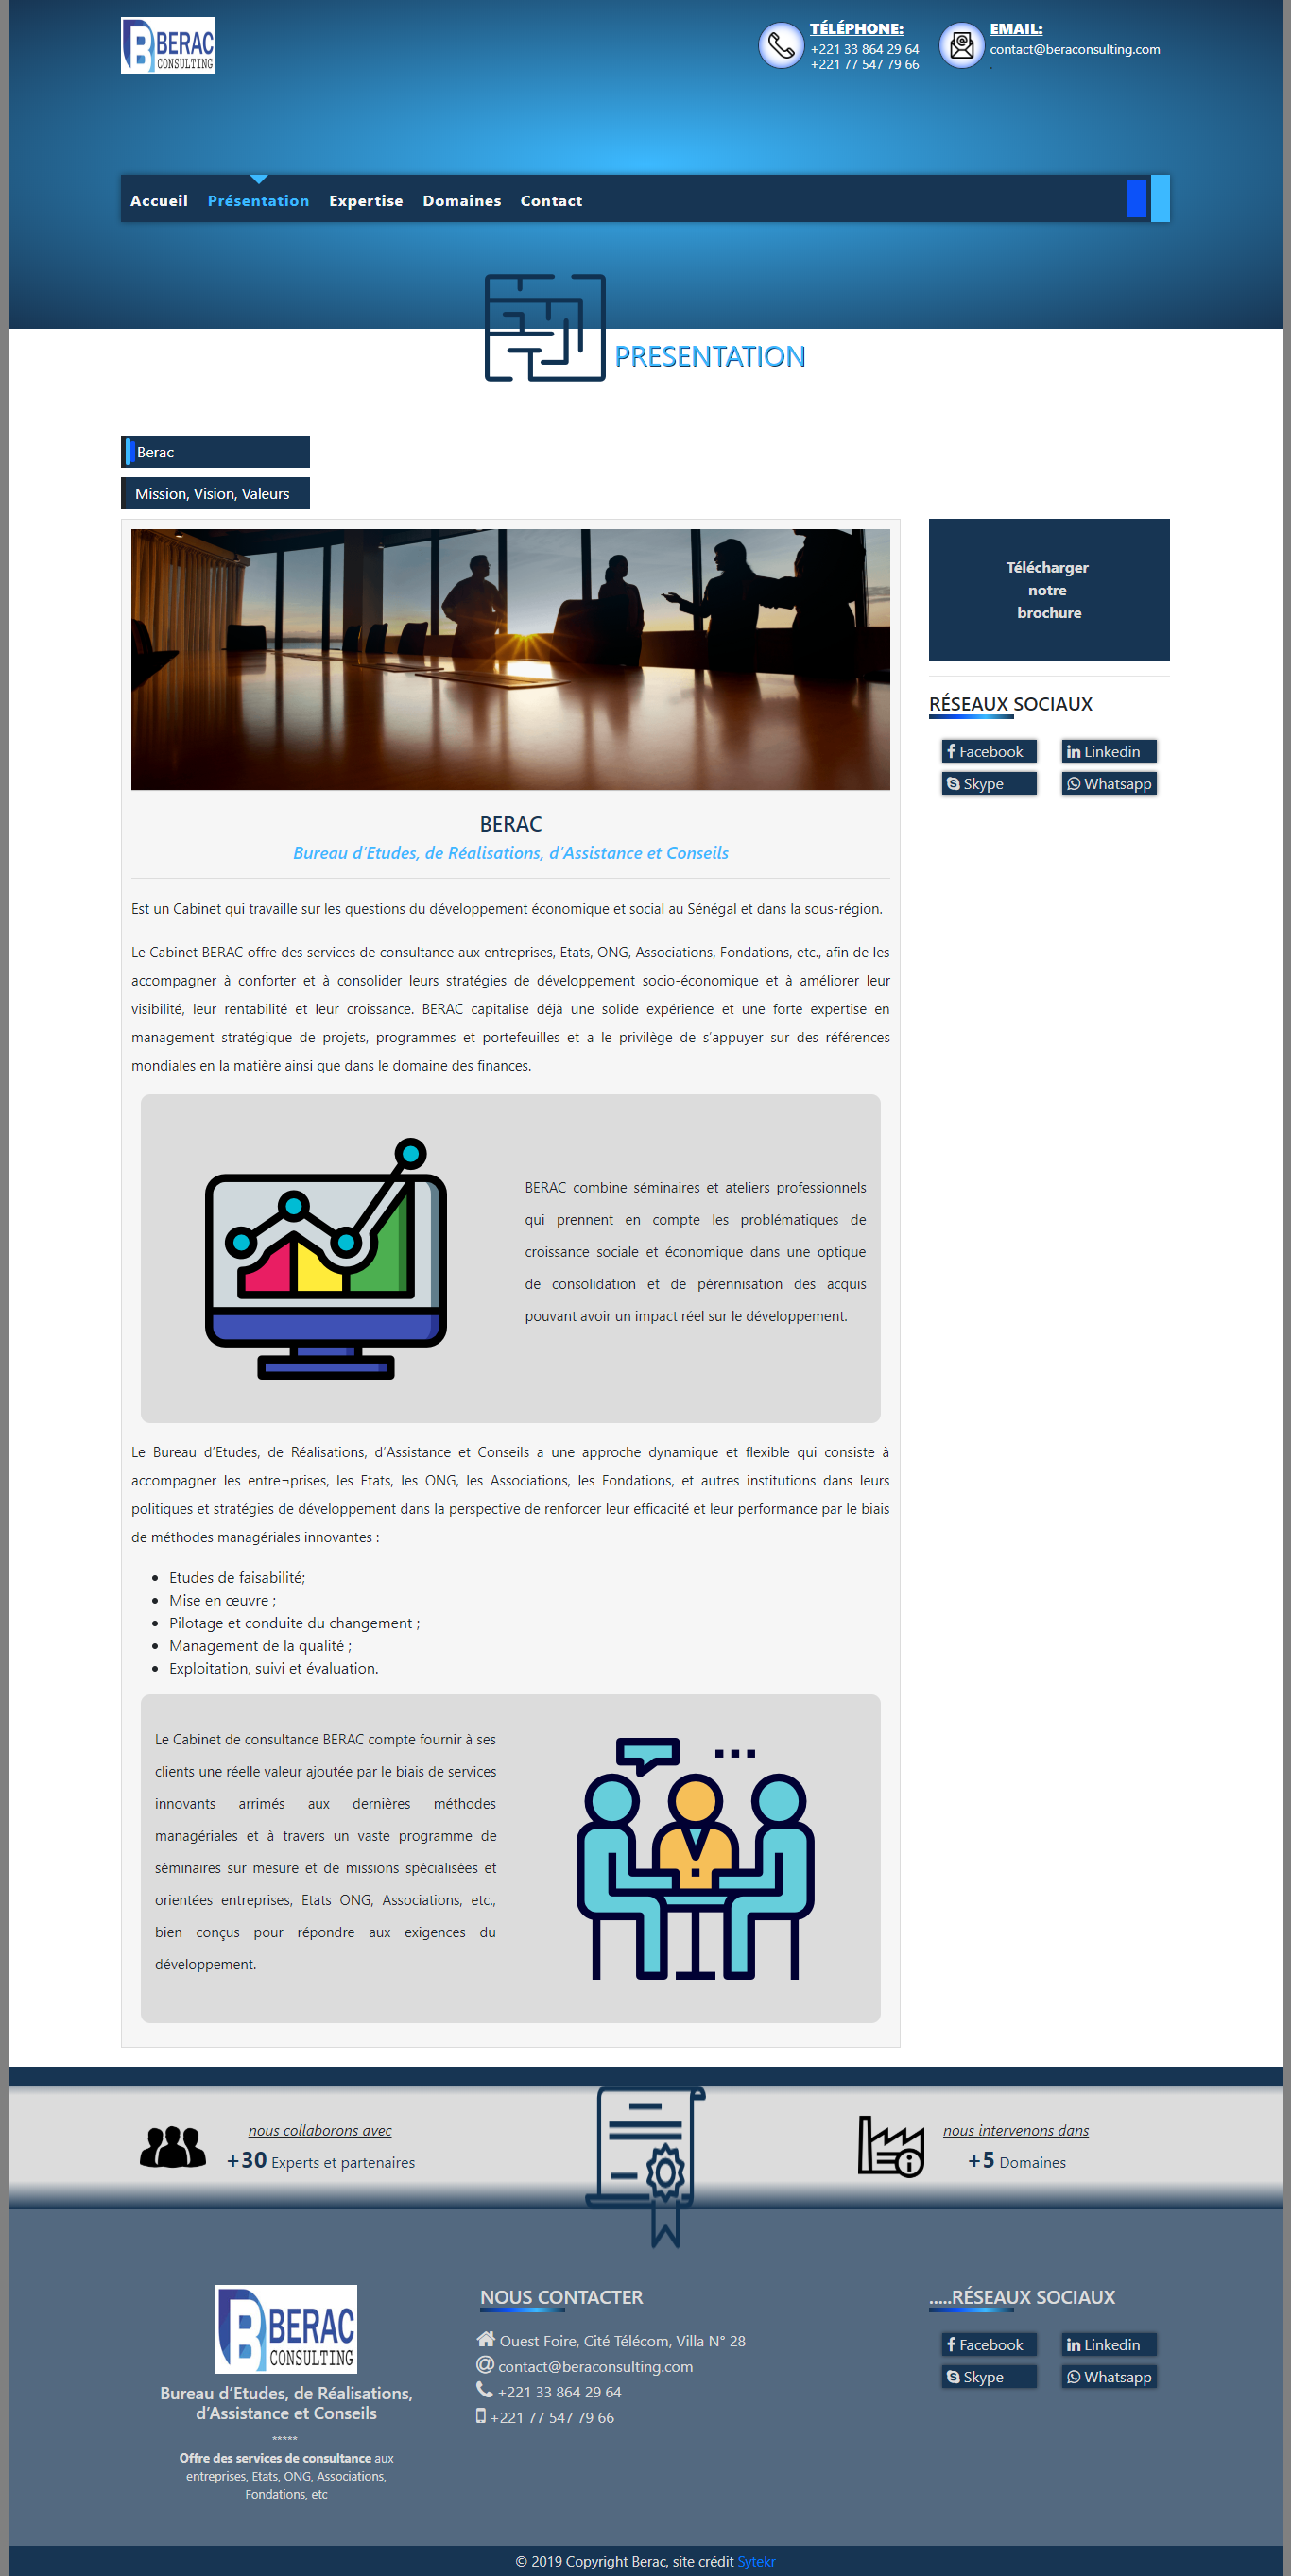 BERAC
CONSULTING
TÉLÉPHONE:
+221 33 864 29 64
+221 77 547 79 66
EMAIL:
contact@beraconsulting.com
Accueil Présentation Expertise Domaines Contact
PRESENTATION
Berac
Mission, Vision, Valeurs
Télécharger
notre
brochure
RÉSEAUX SOCIAUX
Facebook Linkedin
Skype Whatsapp
BERAC
Bureau d’Etudes, de Réalisations, d’Assistance et Conseils
Est un Cabinet qui travaille sur les questions du développement économique et social au Sénégal et dans la sous-région.
Le Cabinet BERAC offre des services de consultance aux entreprises, Etats, ONG, Associations, Fondations, etc., afin de les
accompagner à conforter et à consolider leurs stratégies de développement socio-économique et à améliorer leur
visibilité, leur rentabilité et leur croissance. BERAC capitalise déjà une solide expérience et une forte expertise en
management stratégique de projets, programmes et portefeuilles et a le privilège de s’appuyer sur des références
mondiales en la matière ainsi que dans le domaine des finances.
BERAC combine séminaires et ateliers professionnels
qui prennent en compte les problématiques de
croissance sociale et économique dans une optique
de consolidation et de pérennisation des acquis
pouvant avoir un impact réel sur le développement.
Le Bureau d’Etudes, de Réalisations, d’Assistance et Conseils a une approche dynamique et flexible qui consiste à
accompagner les entre¬prises, les Etats, les ONG, les Associations, les Fondations, et autres institutions dans leurs
politiques et stratégies de développement dans la perspective de renforcer leur efficacité et leur performance par le biais
de méthodes managériales innovantes :
• Etudes de faisabilité;
• Mise en œuvre ;
• Pilotage et conduite du changement ;
• Management de la qualité ;
• Exploitation, suivi et évaluation.
Le Cabinet de consultance BERAC compte fournir à ses
clients une réelle valeur ajoutée par le biais de services
innovants arrimés aux dernières méthodes
managériales et à travers un vaste programme de
séminaires sur mesure et de missions spécialisées et
orientées entreprises, Etats ONG, Associations, etc.,
bien conçus pour répondre aux exigences du
développement.
nous collaborons avec
+30 Experts et partenaires
nous intervenons dans
+5 Domaines
BERAC
CONSULTING
Bureau d’Etudes, de Réalisations,
d’Assistance et Conseils
*****
Offre des services de consultance aux
entreprises, Etats, ONG, Associations,
Fondations, etc
NOUS CONTACTER
Ouest Foire, Cité Télécom, Villa N° 28
contact@beraconsulting.com
+221 33 864 29 64
+221 77 547 79 66
.....RÉSEAUX SOCIAUX
Facebook Linkedin
Skype Whatsapp
© 2019 Copyright Berac, site crédit Sytekr